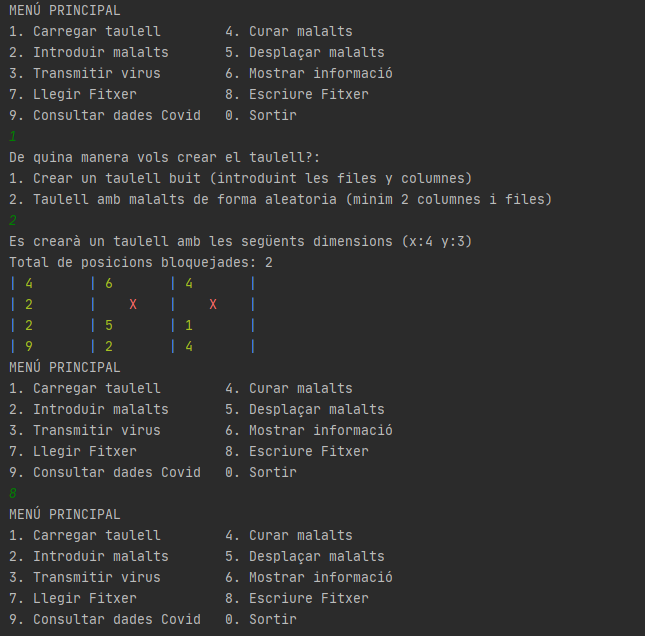 MENÚ PRINCIPAL
1. Carregar taulell        4. Curar malalts
2. Introduir malalts       5. Desplaçar malalts
3. Transmitir virus        6. Mostrar informació
7. Llegir Fitxer           8. Escriure Fitxer
9. Consultar dades Covid   0. Sortir
1
De quina manera vols crear el taulell?:
1. Crear un taulell buit (introduint les files y columnes)
2. Taulell amb malalts de forma aleatoria (minim 2 columnes i files)
2
Es crearà un taulell amb les següents dimensions (x:4 y:3)
Total de posicions bloquejades: 2
| 4       | 6       | 4       |
| 2       |    X    |    X    |
| 2       | 5       | 1       |
| 9       | 2       | 4       |
MENÚ PRINCIPAL
1. Carregar taulell        4. Curar malalts
2. Introduir malalts       5. Desplaçar malalts
3. Transmitir virus        6. Mostrar informació
7. Llegir Fitxer           8. Escriure Fitxer
9. Consultar dades Covid   0. Sortir
8
MENÚ PRINCIPAL
1. Carregar taulell        4. Curar malalts
2. Introduir malalts       5. Desplaçar malalts
3. Transmitir virus        6. Mostrar informació
7. Llegir Fitxer           8. Escriure Fitxer
9. Consultar dades Covid   0. Sortir